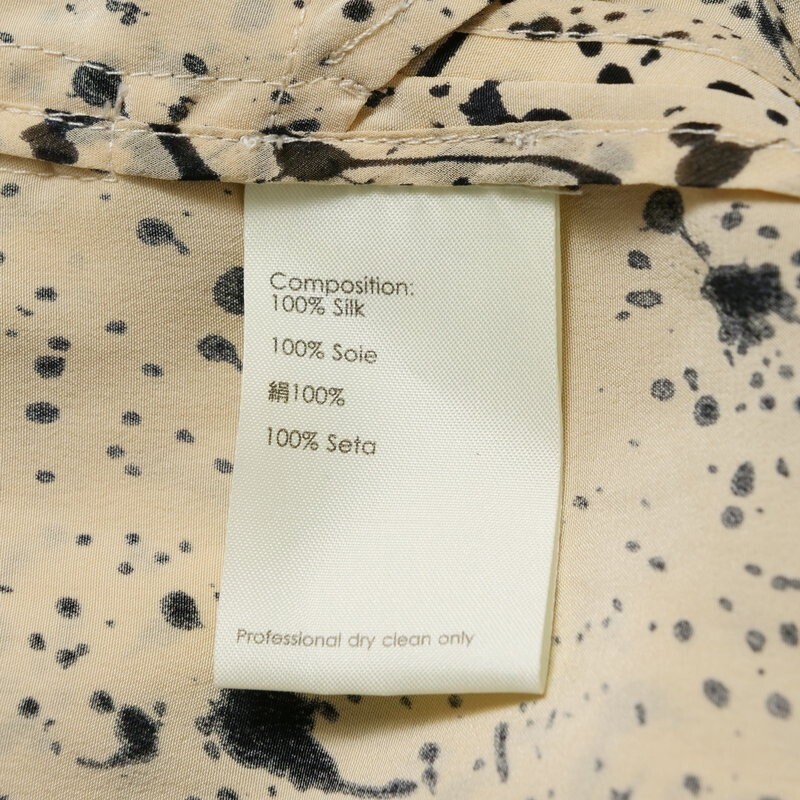 Composition:
100% Silk
100% Soie
絹100%
100% Seta
Professional dry clean only